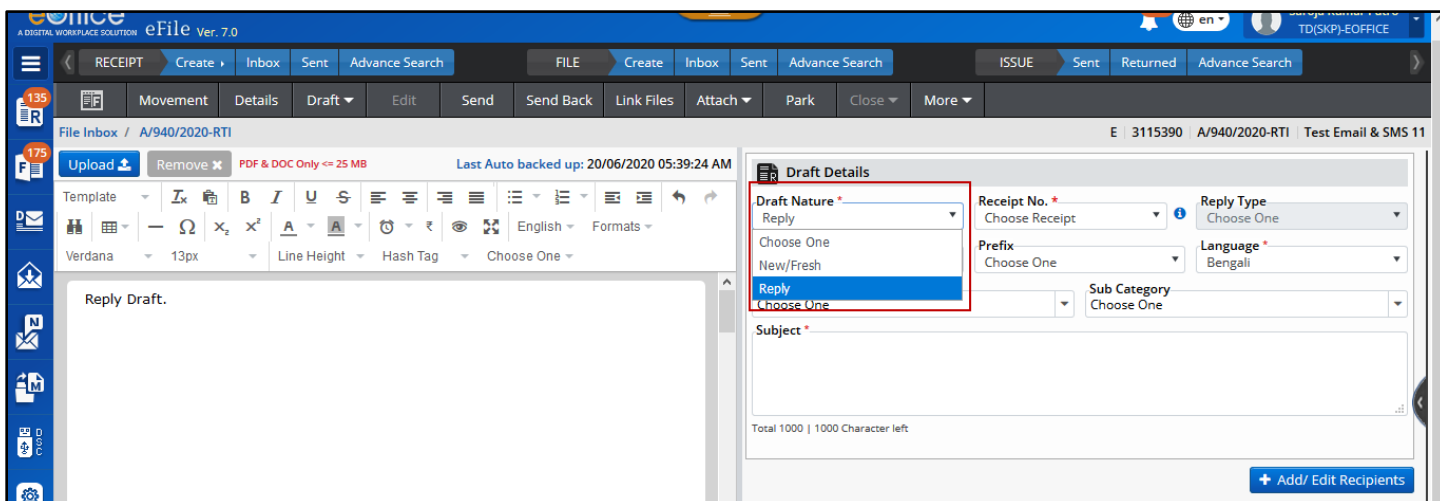 eOffice
A DIGITAL WORKPLACE SOLUTION eFile Ver. 7.0
en
TD(SKP)-EOFFICE
RECEIPT Create Inbox Sent Advance Search FILE Create Inbox Sent Advance Search ISSUE Sent Returned Advance Search
135
R
Movement Details Draft Edit Send Send Back Link Files Attach Park Close More
File Inbox / A/940/2020-RTI
E 3115390 A/940/2020-RTI Test Email & SMS 11
175
F
Upload Remove PDF & DOC Only <= 25 MB Last Auto backed up: 20/06/2020 05:39:24 AM
Template
English Formats
Verdana 13px Line Height Hash Tag Choose One
Reply Draft.
D
N
M
DSC
Draft Details
Draft Nature * Receipt No. * Reply Type
Reply Choose Receipt Choose One
Choose One
New/Fresh
Reply
Prefix Language *
Choose One Bengali
Sub Category
Choose One Choose One
Subject *
Total 1000 | 1000 Character left
+ Add/ Edit Recipients